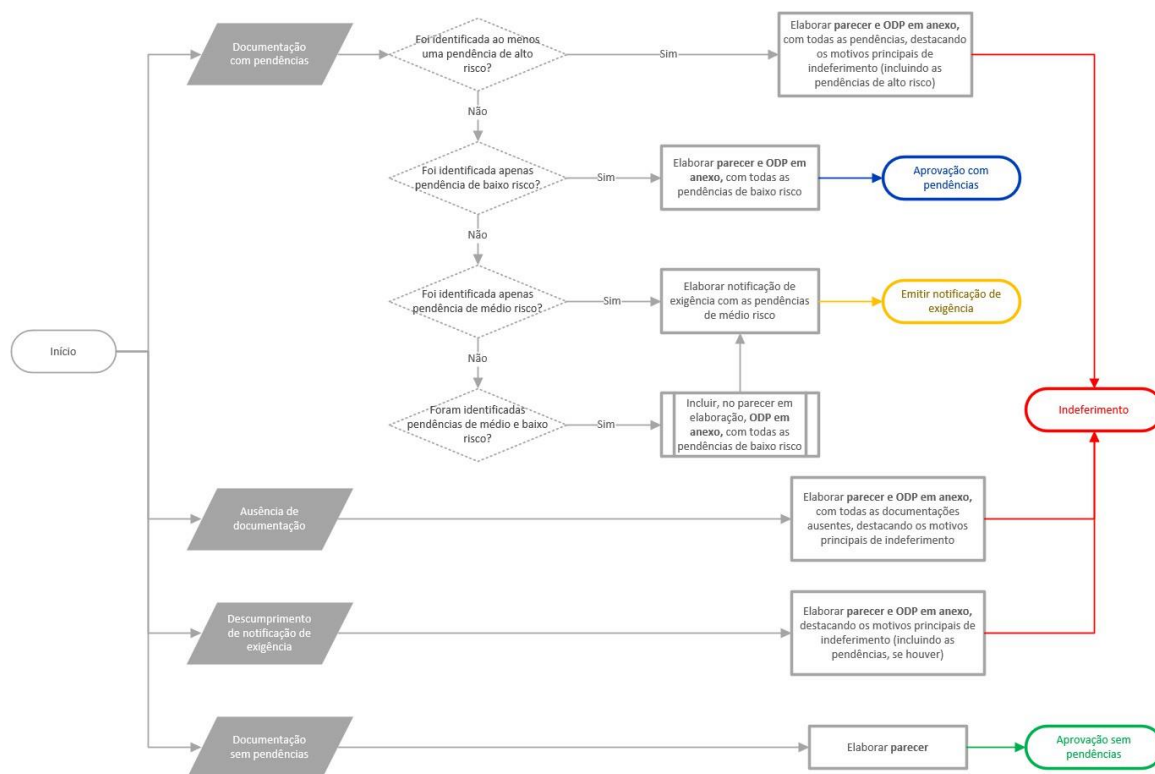 Documentação
com pendências
Foi identificada ao menos
uma pendência de alto
risco?
Sim
Elaborar parecer e ODP em anexo,
com todas as pendências, destacando
os motivos principais de
indeferimento (incluindo as
pendências de alto risco)
Não
Foi identificada apenas
pendência de baixo risco?
Sim
Elaborar parecer e ODP em
anexo, com todas as
pendências de baixo risco
Aprovação com
pendências
Não
Foi identificada apenas
pendência de médio risco?
Sim
Elaborar notificação de
exigência com as pendências
de médio risco
Emitir notificação de
exigência
Início
Não
Foram identificadas
pendências de médio e baixo
risco?
Sim
Incluir, no parecer em
elaboração, ODP em
anexo, com todas as
pendências de baixo risco
Indeferimento
Ausência de
documentação
Elaborar parecer e ODP em anexo,
com todas as documentações
ausentes, destacando os motivos
principais de indeferimento
Descumprimento
de notificação de
exigência
Elaborar parecer e ODP em anexo,
destacando os motivos principais de
indeferimento (incluindo as
pendências, se houver)
Documentação
sem pendências
Elaborar parecer
Aprovação sem
pendências